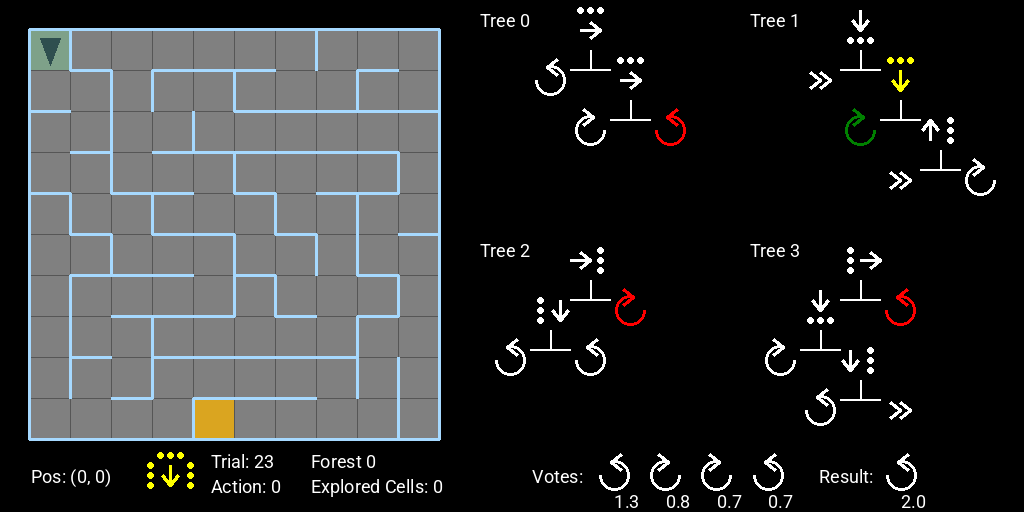 Tree 0
Tree 1
Tree 2
Tree 3
Pos: (0, 0)
Trial: 23
Forest 0
Action: 0
Explored Cells: 0
Votes:
1.3
0.8
0.7
0.7
Result:
2.0